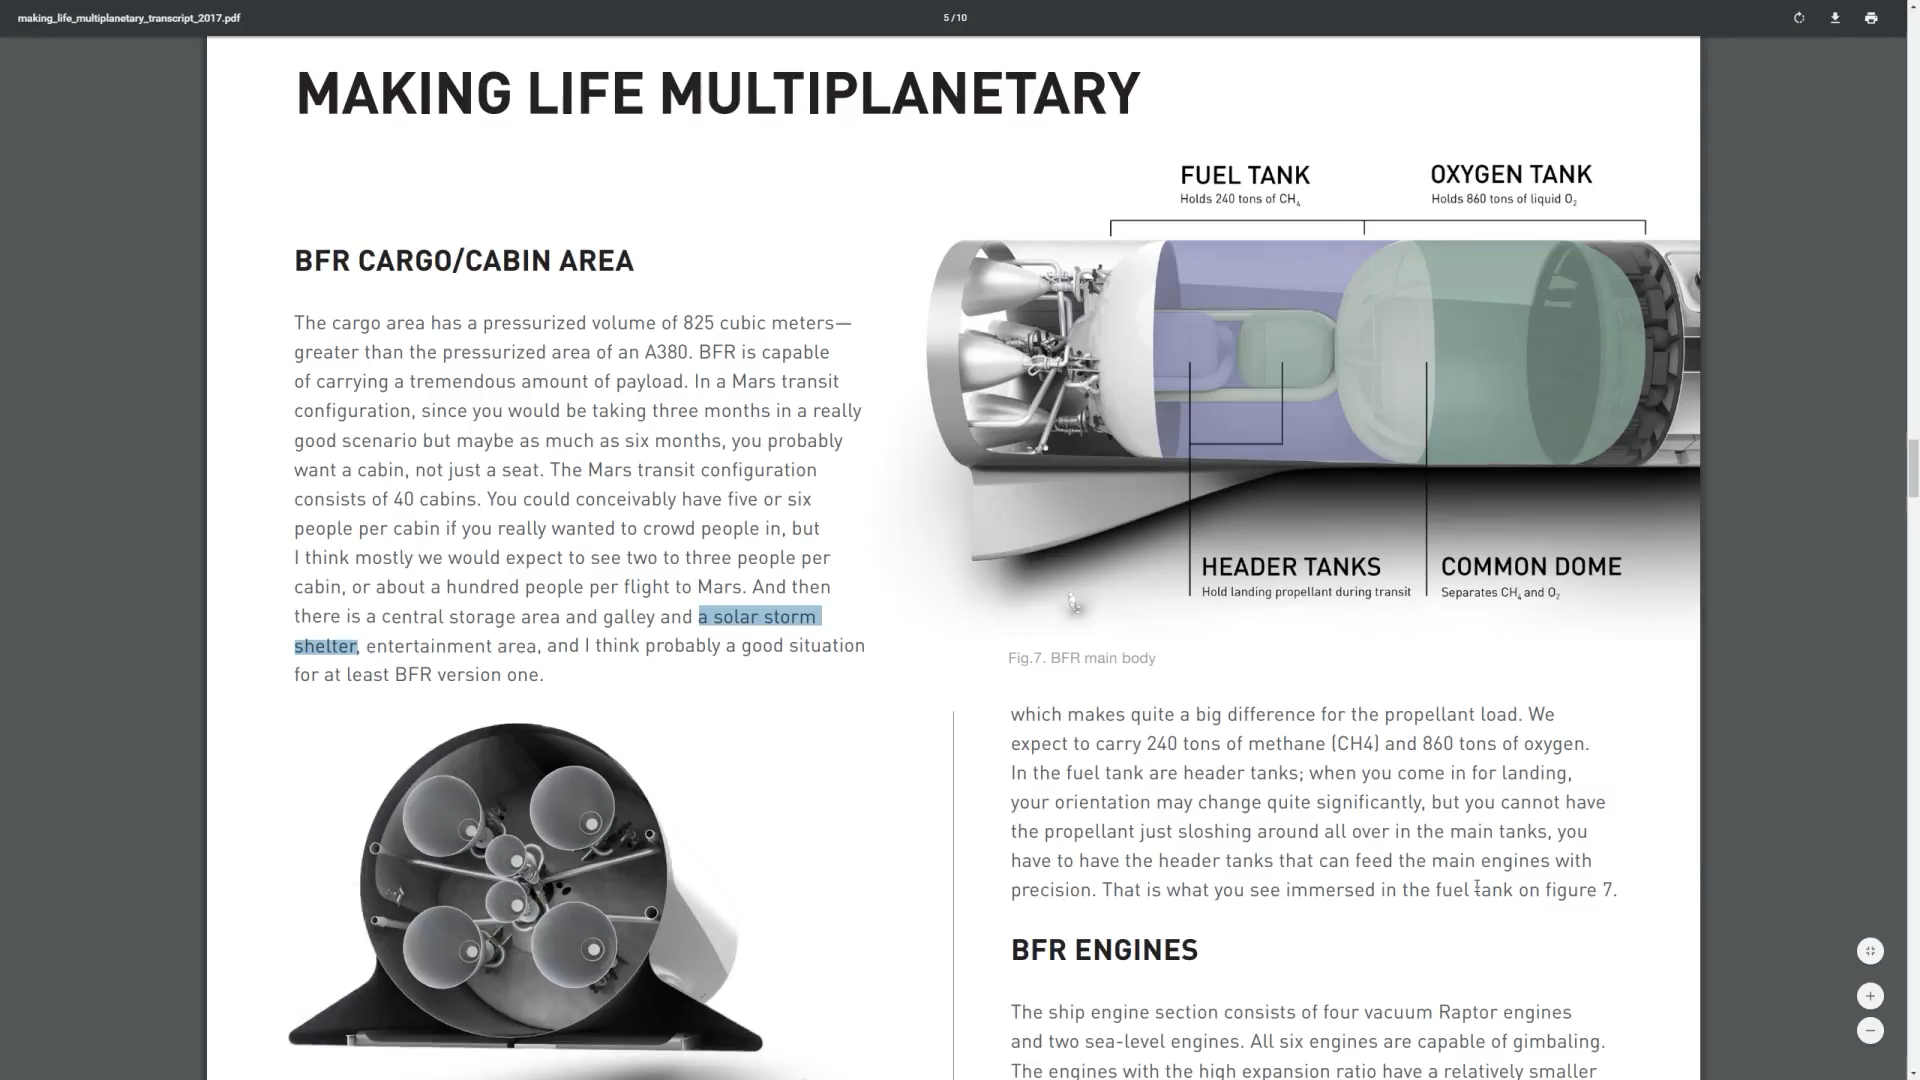 making_life_multiplanetary_transcript_2017.pdf
5 / 10
MAKING LIFE MULTIPLANETARY
BFR CARGO/CABIN AREA
The cargo area has a pressurized volume of 825 cubic meters—
greater than the pressurized area of an A380. BFR is capable
of carrying a tremendous amount of payload. In a Mars transit
configuration, since you would be taking three months in a really
good scenario but maybe as much as six months, you probably
want a cabin, not just a seat. The Mars transit configuration
consists of 40 cabins. You could conceivably have five or six
people per cabin if you really wanted to crowd people in, but
I think mostly we would expect to see two to three people per
cabin, or about a hundred people per flight to Mars. And then
there is a central storage area and galley and a solar storm
shelter, entertainment area, and I think probably a good situation
for at least BFR version one.
FUEL TANK
Holds 240 tons of CH₄
OXYGEN TANK
Holds 860 tons of liquid O₂
HEADER TANKS
Hold landing propellant during transit
COMMON DOME
Separates CH₄ and O₂
Fig.7. BFR main body
which makes quite a big difference for the propellant load. We
expect to carry 240 tons of methane (CH4) and 860 tons of oxygen.
In the fuel tank are header tanks; when you come in for landing,
your orientation may change quite significantly, but you cannot have
the propellant just sloshing around all over in the main tanks, you
have to have the header tanks that can feed the main engines with
precision. That is what you see immersed in the fuel tank on figure 7.
BFR ENGINES
The ship engine section consists of four vacuum Raptor engines
and two sea-level engines. All six engines are capable of gimbaling.
The engines with the high expansion ratio have a relatively smaller